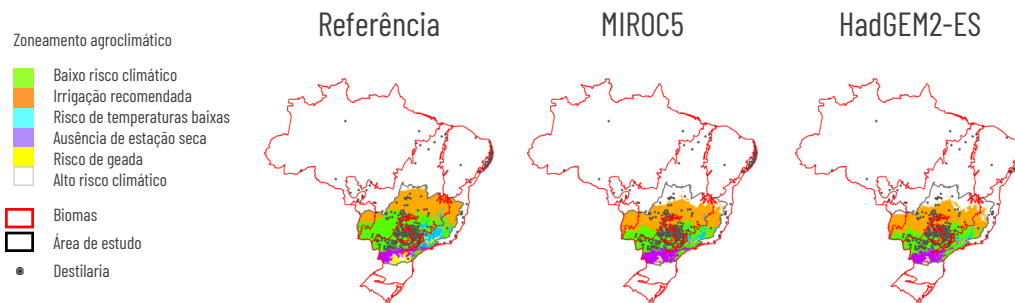 Referência
MIROC5
HadGEM2-ES
Zoneamento agroclimático
Baixo risco climático
Irrigação recomendada
Risco de temperaturas baixas
Ausência de estação seca
Risco de geada
Alto risco climático
Biomas
Área de estudo
Destilaria